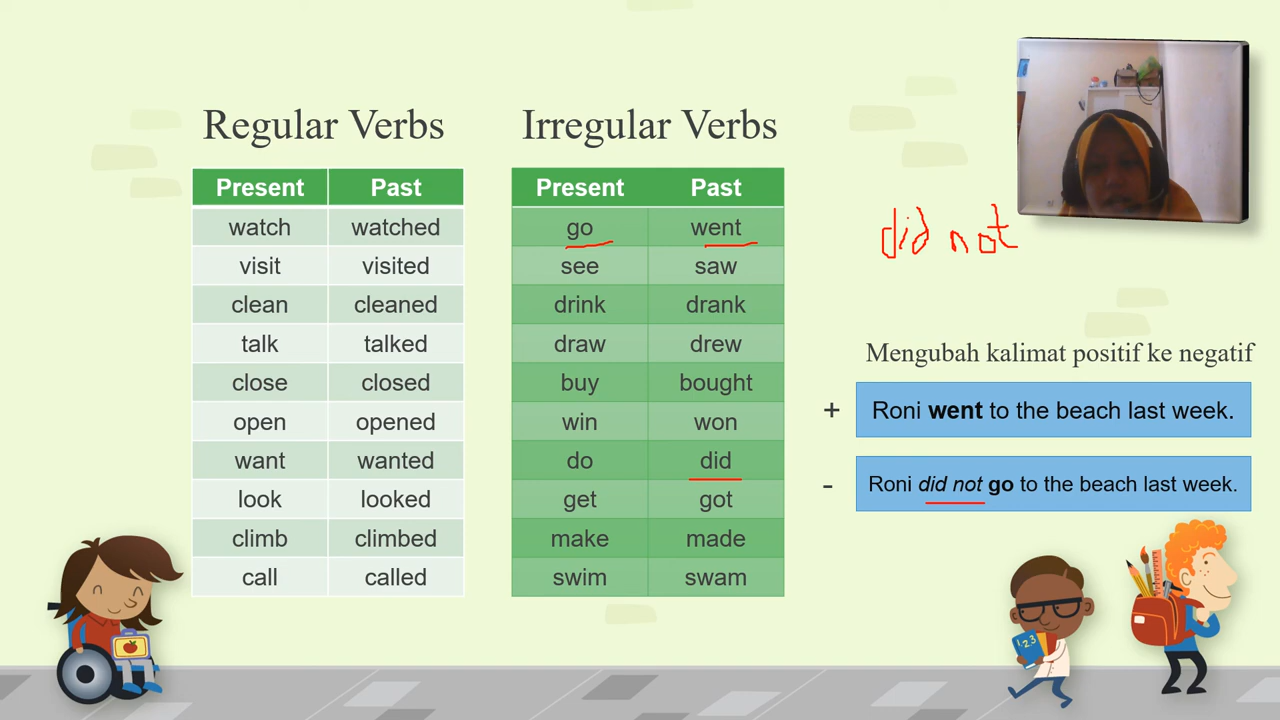 Regular Verbs
Present Past
watch watched
visit visited
clean cleaned
talk talked
close closed
open opened
want wanted
look looked
climb climbed
call called
Irregular Verbs
Present Past
go went
see saw
drink drank
draw drew
buy bought
win won
do did
get got
make made
swim swam
did not
Mengubah kalimat positif ke negatif
+ Roni went to the beach last week.
- Roni did not go to the beach last week.
1 2 3